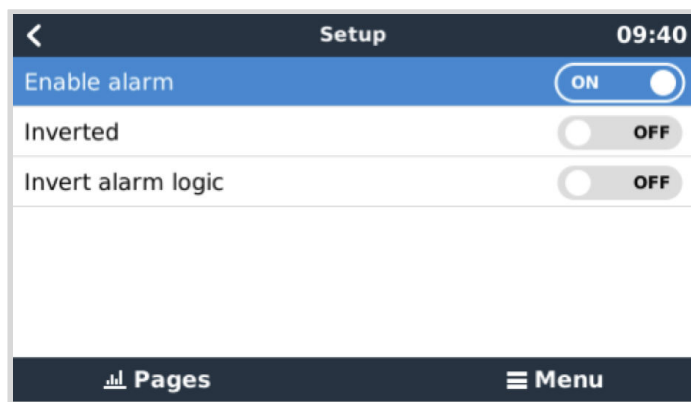 Setup 09:40
Enable alarm ON
Inverted OFF
Invert alarm logic OFF
Pages Menu